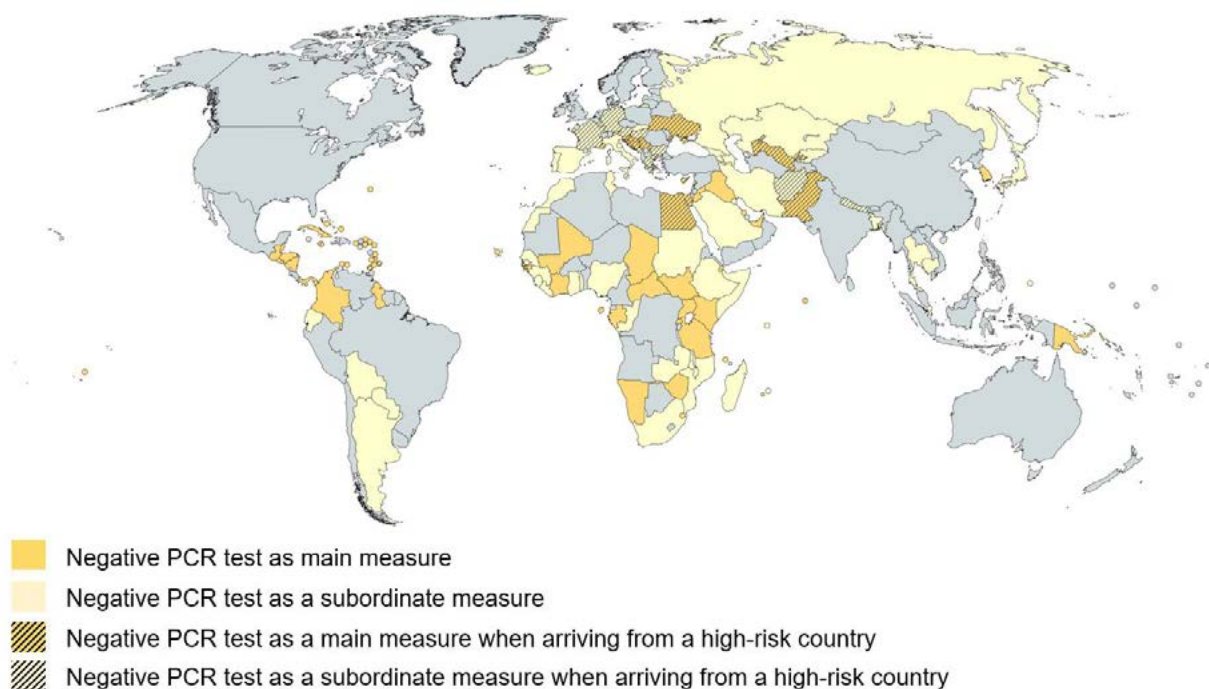 Negative PCR test as main measure
Negative PCR test as a subordinate measure
Negative PCR test as a main measure when arriving from a high-risk country
Negative PCR test as a subordinate measure when arriving from a high-risk country